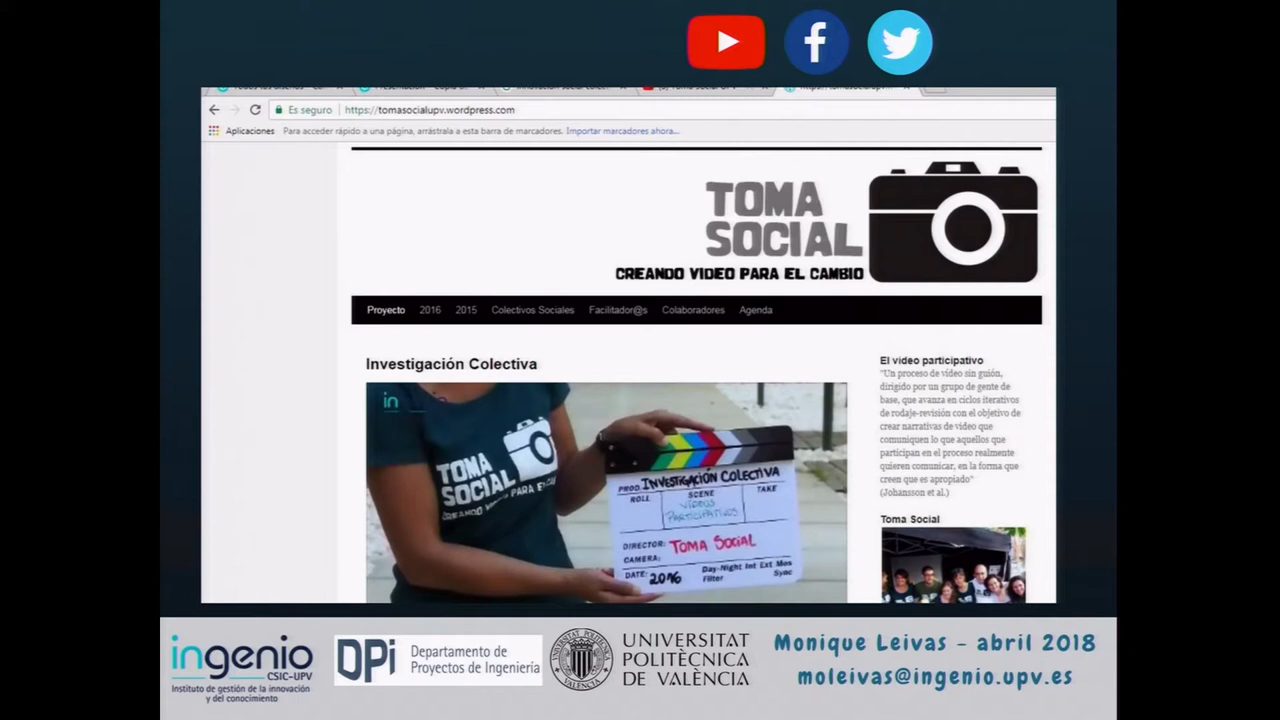 Es seguro | https://tomasocialupv.wordpress.com
Aplicaciones Para acceder rápido a una página, arrástrala a esta barra de marcadores. Importar marcadores ahora...
TOMA
SOCIAL
CREANDO VIDEO PARA EL CAMBIO
Proyecto 2016 2015 Colectivos Sociales Facilitador@s Colaboradores Agenda
Investigación Colectiva
in
TOMA
SOCIAL
PROD. INVESTIGACIÓN COLECTIVA
ROLL SCENE TAKE
VÍDEOS
PARTICIPATIVOS
DIRECTOR: TOMA SOCIAL
CAMERA:
DATE: 2016 Day-Night Int Ext Mos
Filter Sync
El video participativo
"Un proceso de vídeo sin guión,
dirigido por un grupo de gente de
base, que avanza en ciclos iterativos
de rodaje-revisión con el objetivo de
crear narrativas de vídeo que
comuniquen lo que aquellos que
participan en el proceso realmente
quieren comunicar, en la forma que
creen que es apropiado"
(Johansson et al.)
Toma Social
ingenio
CSIC-UPV
Instituto de gestión de la innovación
y del conocimiento
DPi
Departamento de
Proyectos de Ingeniería
UNIVERSITAT
POLITÈCNICA
DE VALÈNCIA
Monique Leivas - abril 2018
moleivas@ingenio.upv.es